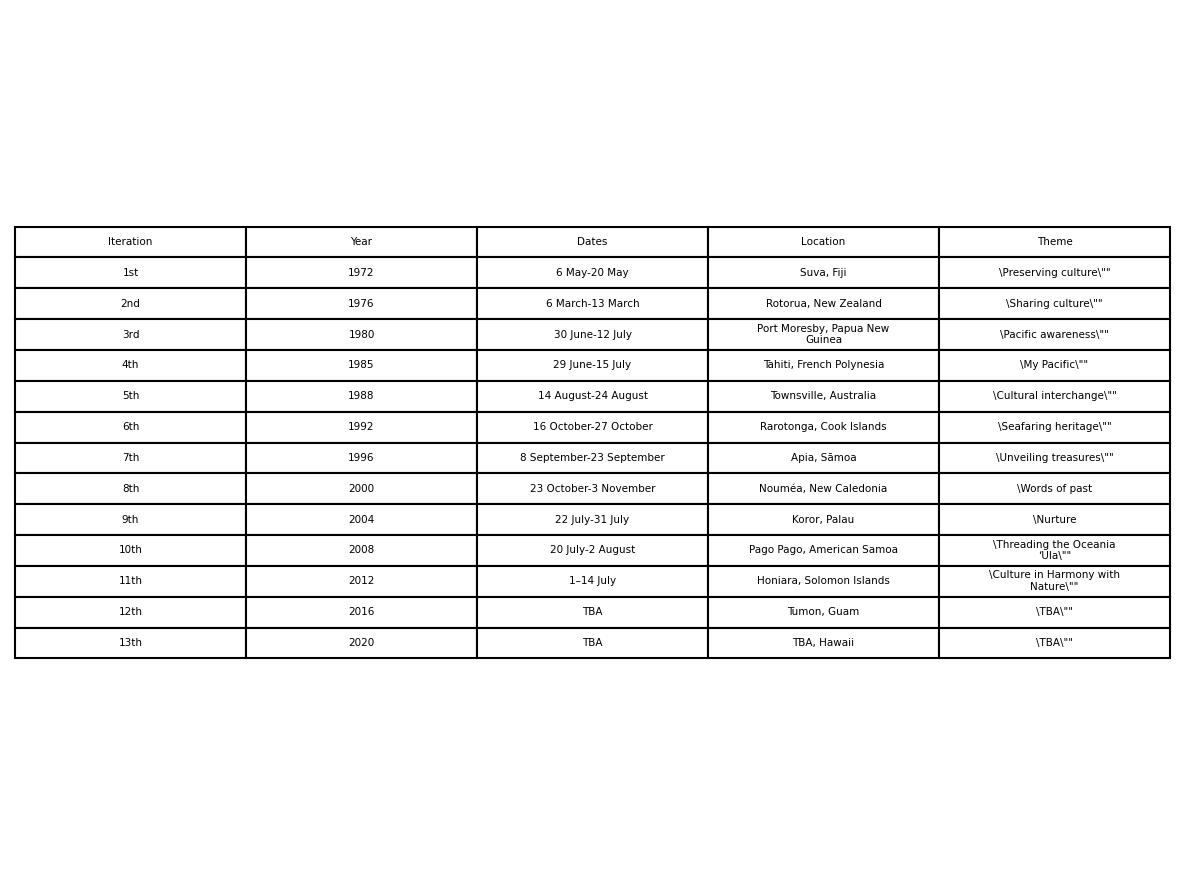 Iteration Year Dates Location Theme
1st 1972 6 May-20 May Suva, Fiji \Preserving culture\""
2nd 1976 6 March-13 March Rotorua, New Zealand \Sharing culture\""
3rd 1980 30 June-12 July Port Moresby, Papua New Guinea \Pacific awareness\""
4th 1985 29 June-15 July Tahiti, French Polynesia \My Pacific\""
5th 1988 14 August-24 August Townsville, Australia \Cultural interchange\""
6th 1992 16 October-27 October Rarotonga, Cook Islands \Seafaring heritage\""
7th 1996 8 September-23 September Apia, Sāmoa \Unveiling treasures\""
8th 2000 23 October-3 November Nouméa, New Caledonia \Words of past
9th 2004 22 July-31 July Koror, Palau \Nurture
10th 2008 20 July-2 August Pago Pago, American Samoa \Threading the Oceania ‘Ula\""
11th 2012 1–14 July Honiara, Solomon Islands \Culture in Harmony with Nature\""
12th 2016 TBA Tumon, Guam \TBA\""
13th 2020 TBA TBA, Hawaii \TBA\""